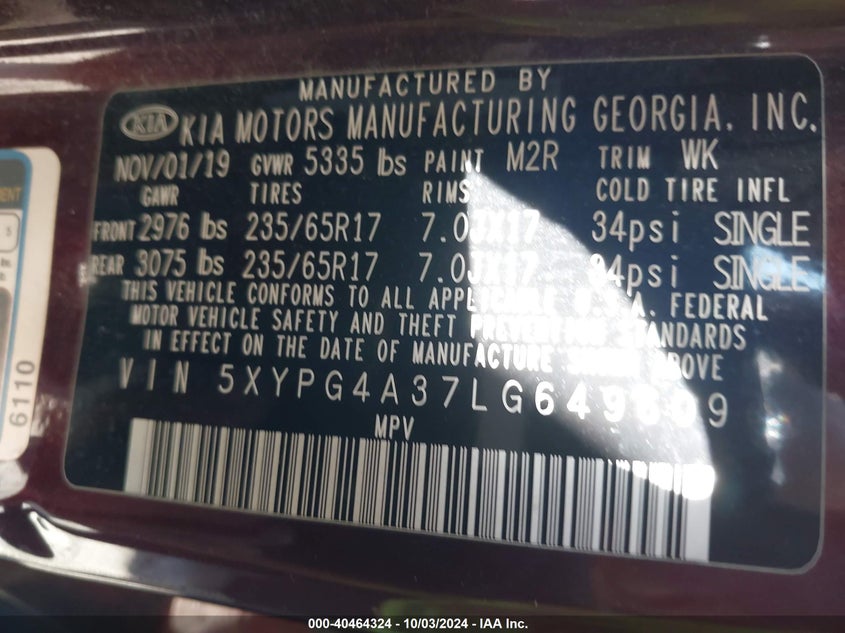 MANUFACTURED BY
KIA KIA MOTORS MANUFACTURING GEORGIA, INC.
NOV/01/19 GVWR 5335 lbs PAINT M2R TRIM WK
GAWR TIRES RIMS COLD TIRE INFL
FRONT 2976 lbs 235/65R17 7.0JX17 34psi SINGLE
REAR 3075 lbs 235/65R17 7.0JX17 34psi SINGLE
THIS VEHICLE CONFORMS TO ALL APPLICABLE U.S.A. FEDERAL
MOTOR VEHICLE SAFETY AND THEFT PREVENTION STANDARDS
IN EFFECT ON THE DATE OF MANUFACTURE SHOWN ABOVE
VIN 5XYPG4A37LG649609
MPV
5
6110
000-40464324 - 10/03/2024 - IAA Inc.